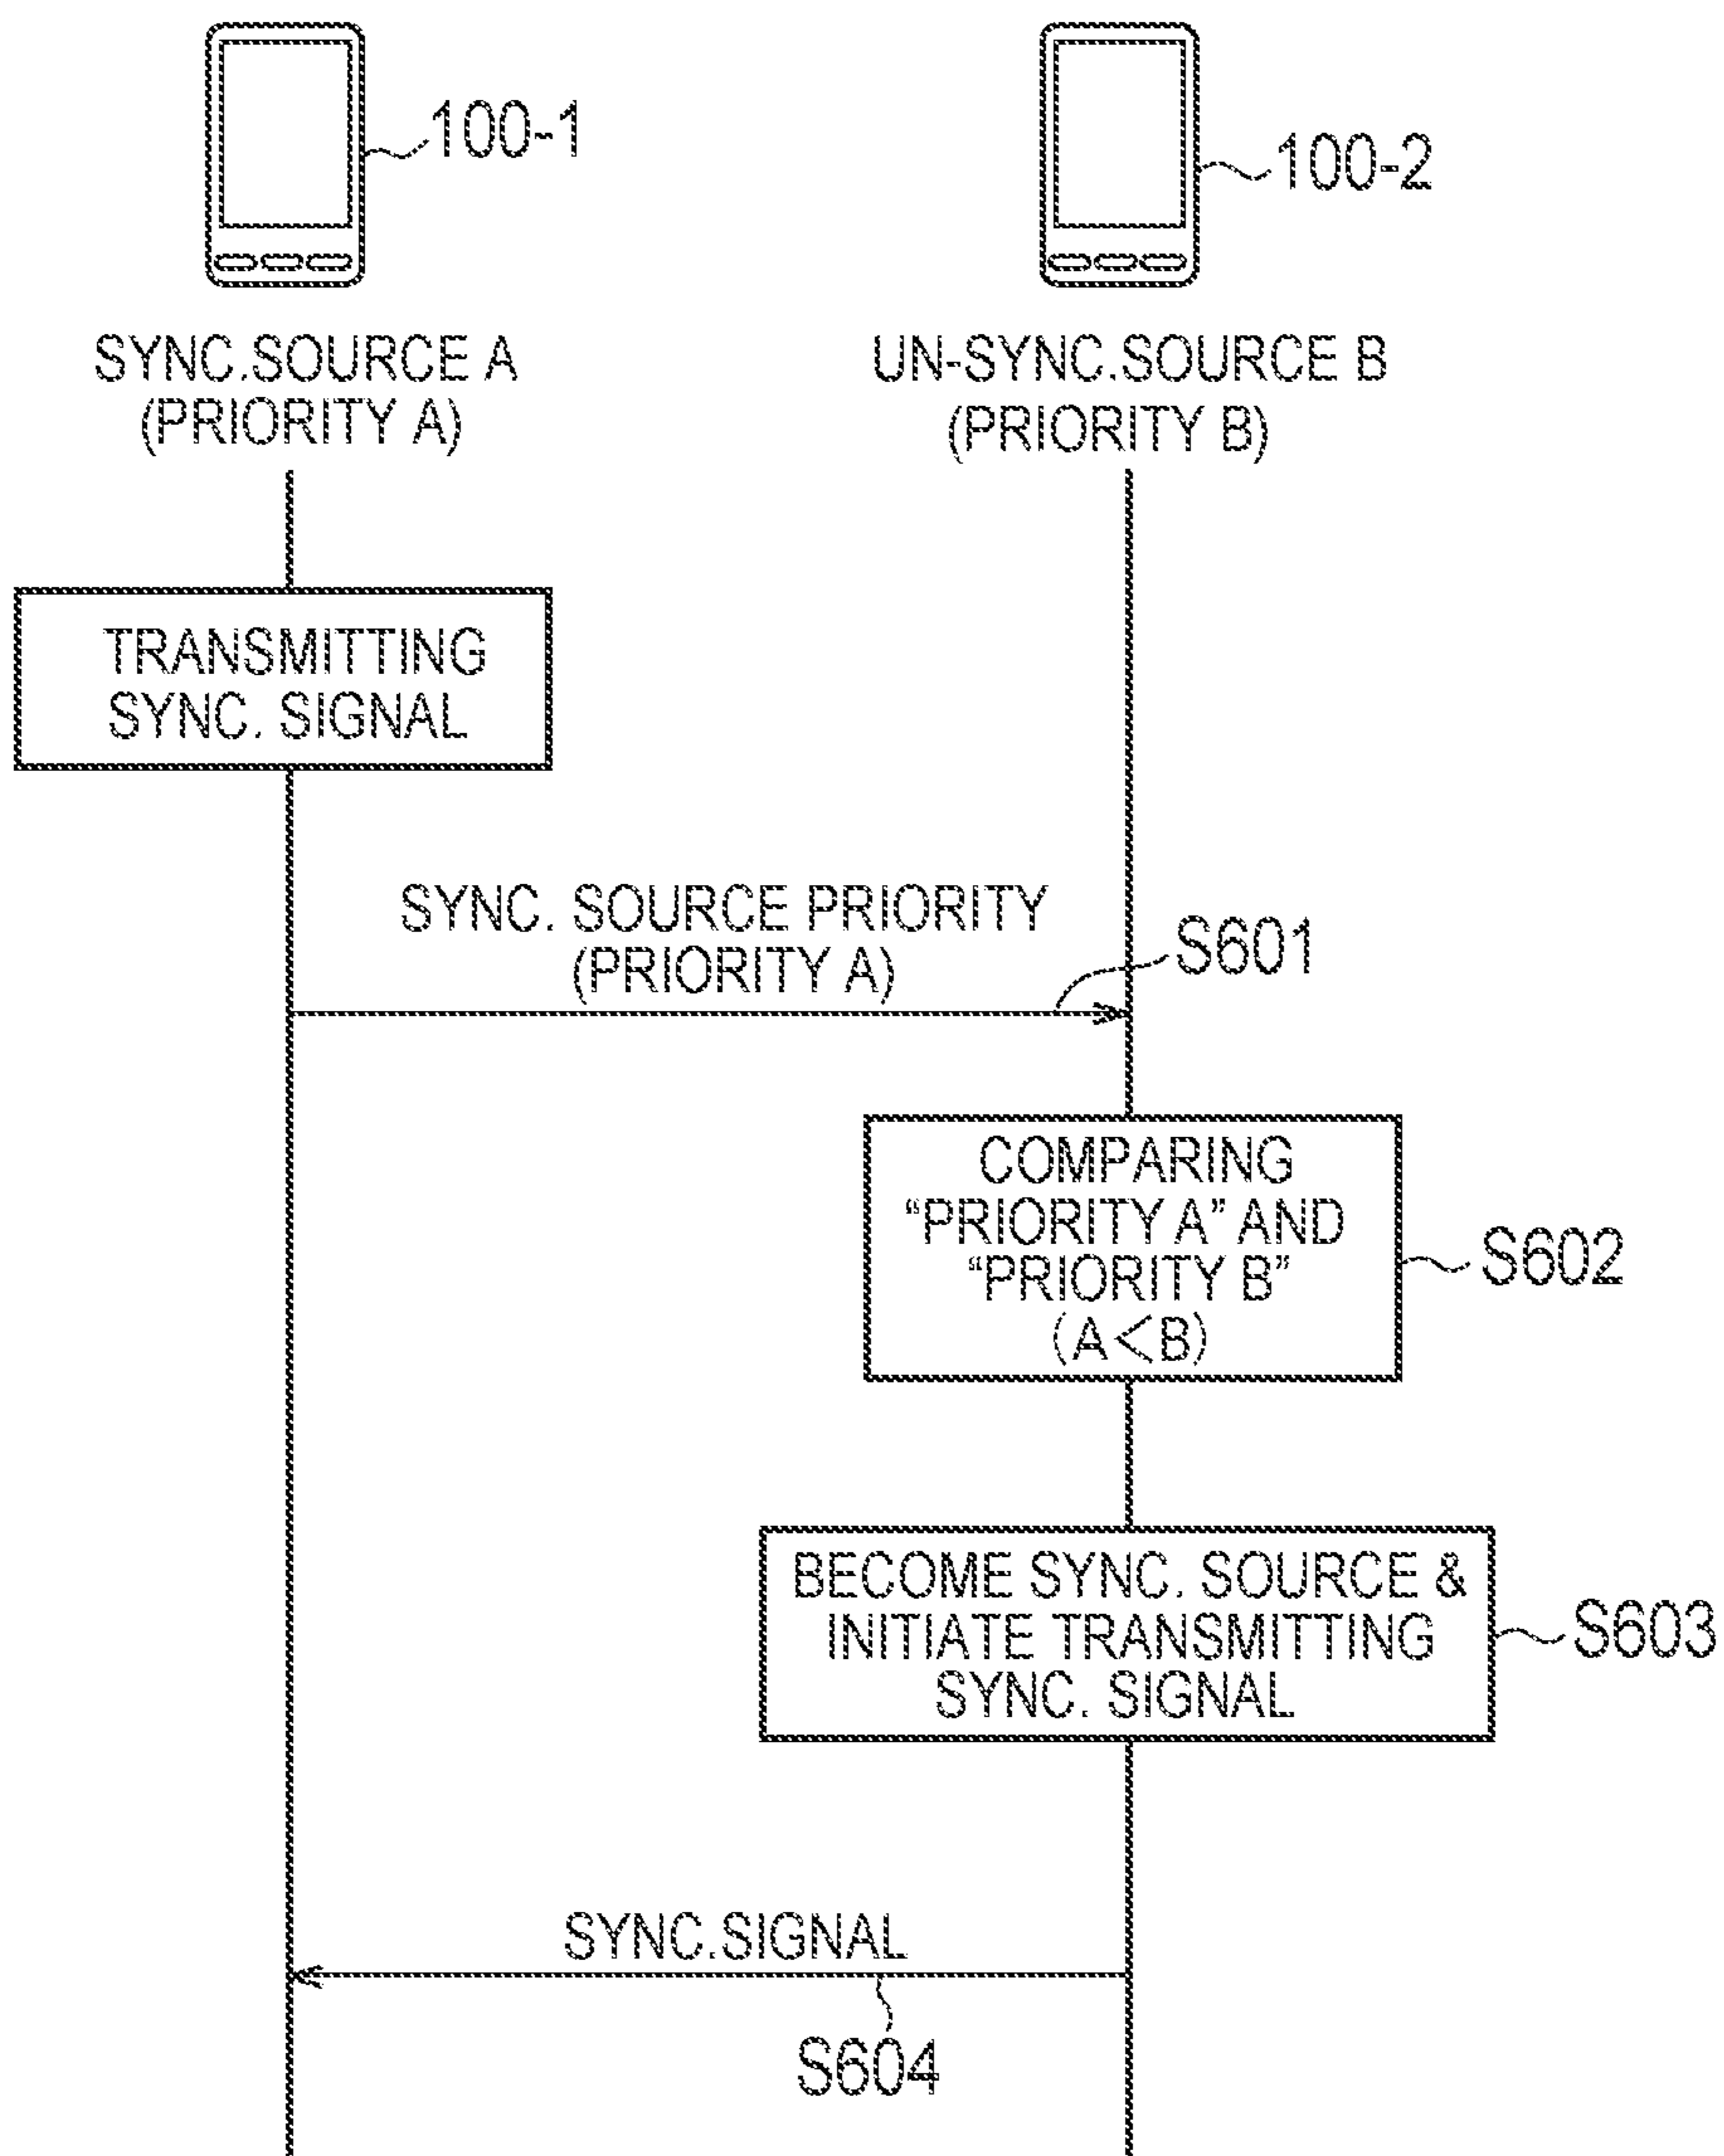 100-1
100-2
SYNC.SOURCE A
(PRIORITY A)
UN-SYNC.SOURCE B
(PRIORITY B)
TRANSMITTING
SYNC. SIGNAL
SYNC. SOURCE PRIORITY
(PRIORITY A)
S601
COMPARING
“PRIORITY A” AND
“PRIORITY B”
(A<B)
S602
BECOME SYNC. SOURCE &
INITIATE TRANSMITTING
SYNC. SIGNAL
S603
SYNC.SIGNAL
S604